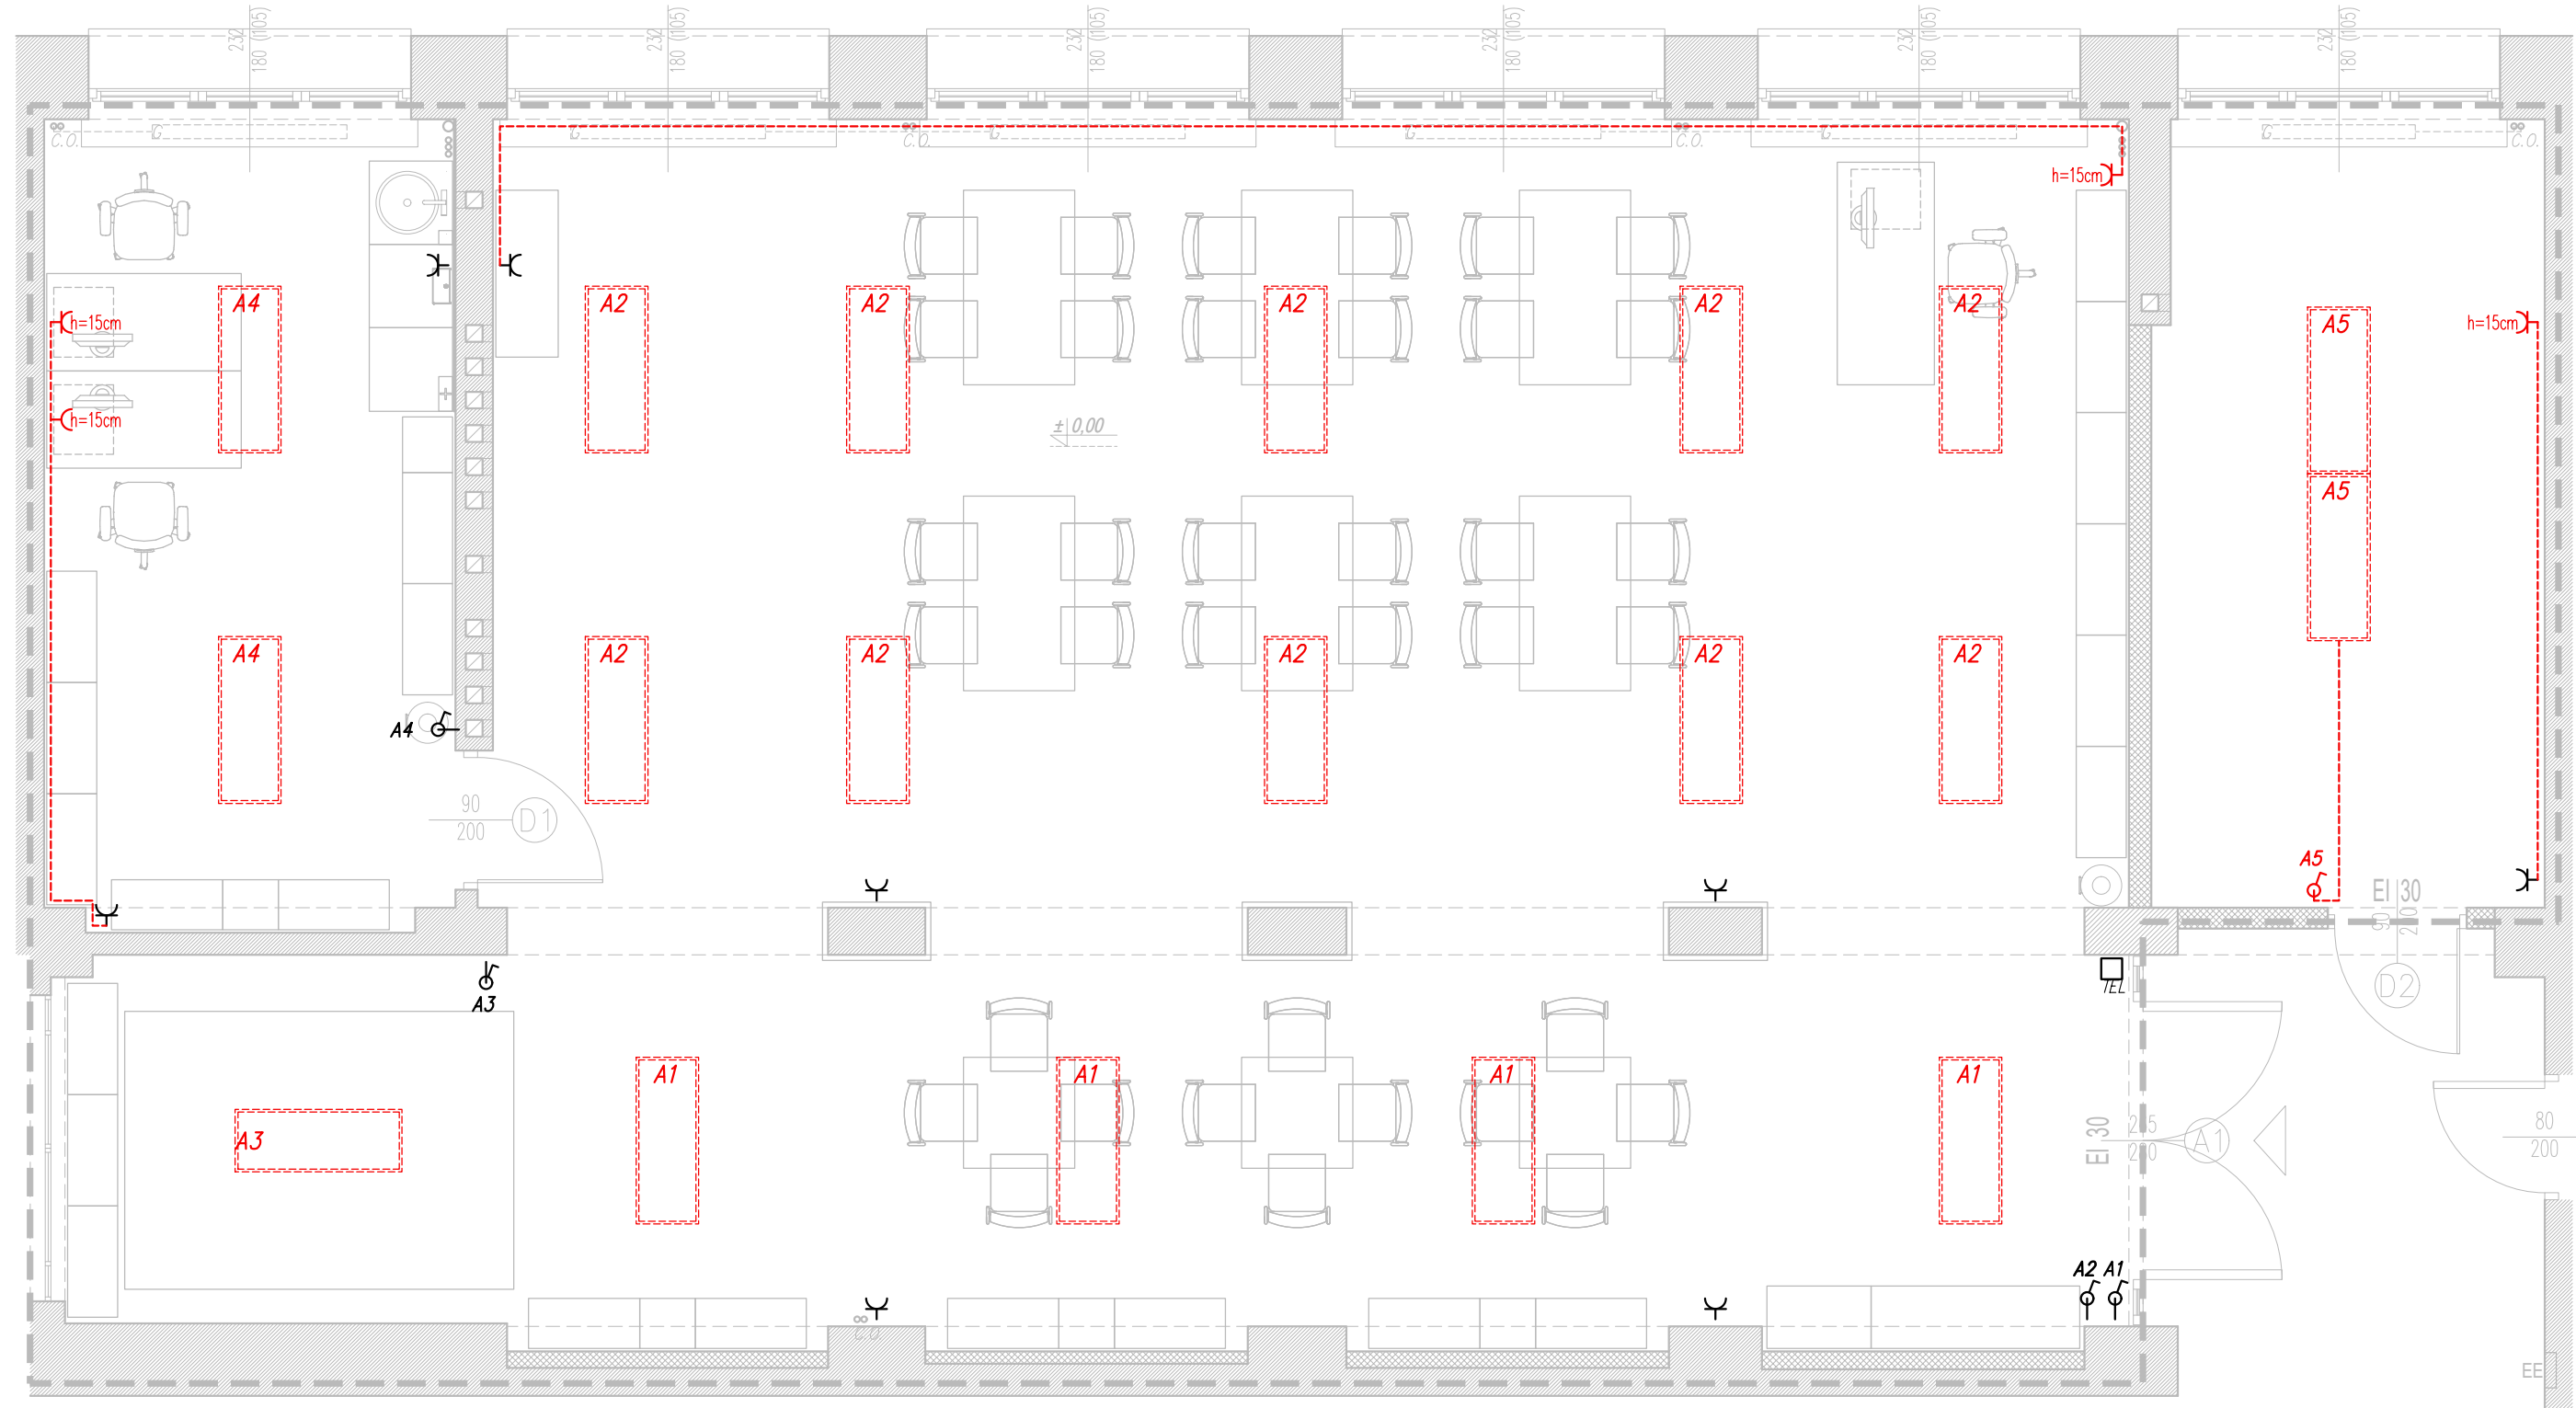 232
180 (105)
232
180 (105)
232
180 (105)
232
180 (105)
232
180 (105)
232
180 (105)
C.O.
G
G
C.O.
G
G
C.O.
G
G
C.O.
h=15cm
h=15cm
h=15cm
h=15cm
A4
A2
A2
A2
A2
A2
A5
± 0,00
A5
A4
A2
A2
A2
A2
A2
A4
90
200
D1
A5
EI 30
90
200
A3
TEL
D2
A1
A1
A1
A1
A3
EI 30
200
A1
80
200
A2 A1
C.O.
EE